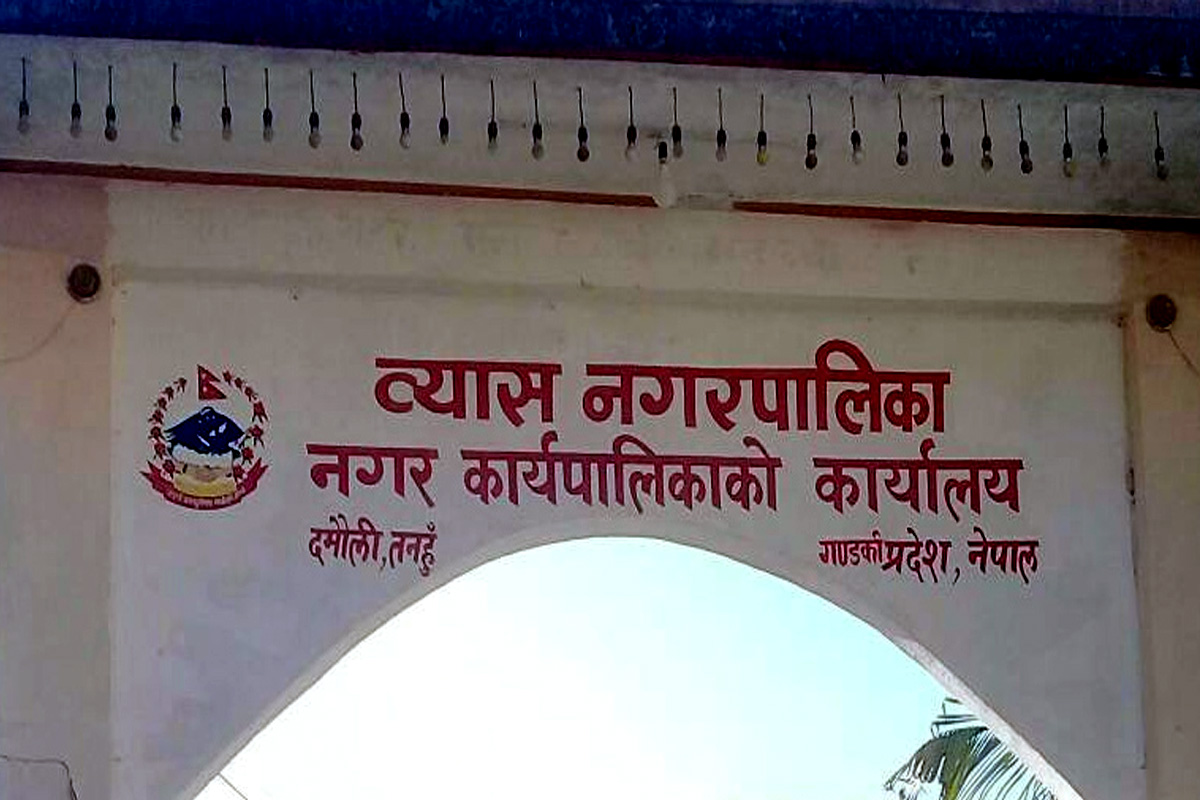 व्यास नगरपालिका
नगर कार्यपालिकाको कार्यालय
दमौली, तनहुँ
गण्डकी प्रदेश, नेपाल